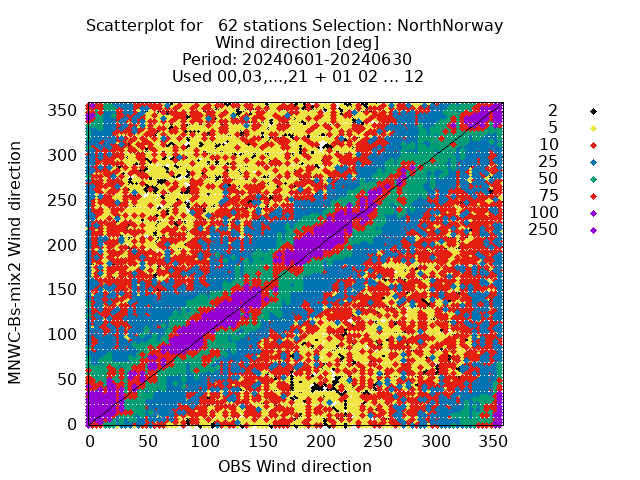 Scatterplot for   62 stations Selection: NorthNorway
Wind direction [deg]
Period: 20240601-20240630
Used 00,03,...,21 + 01 02 ... 12
MNWC-Bs-mix2 Wind direction
350
300
250
200
150
100
50
0
0 50 100 150 200 250 300 350
OBS Wind direction
2
5
10
25
50
75
100
250